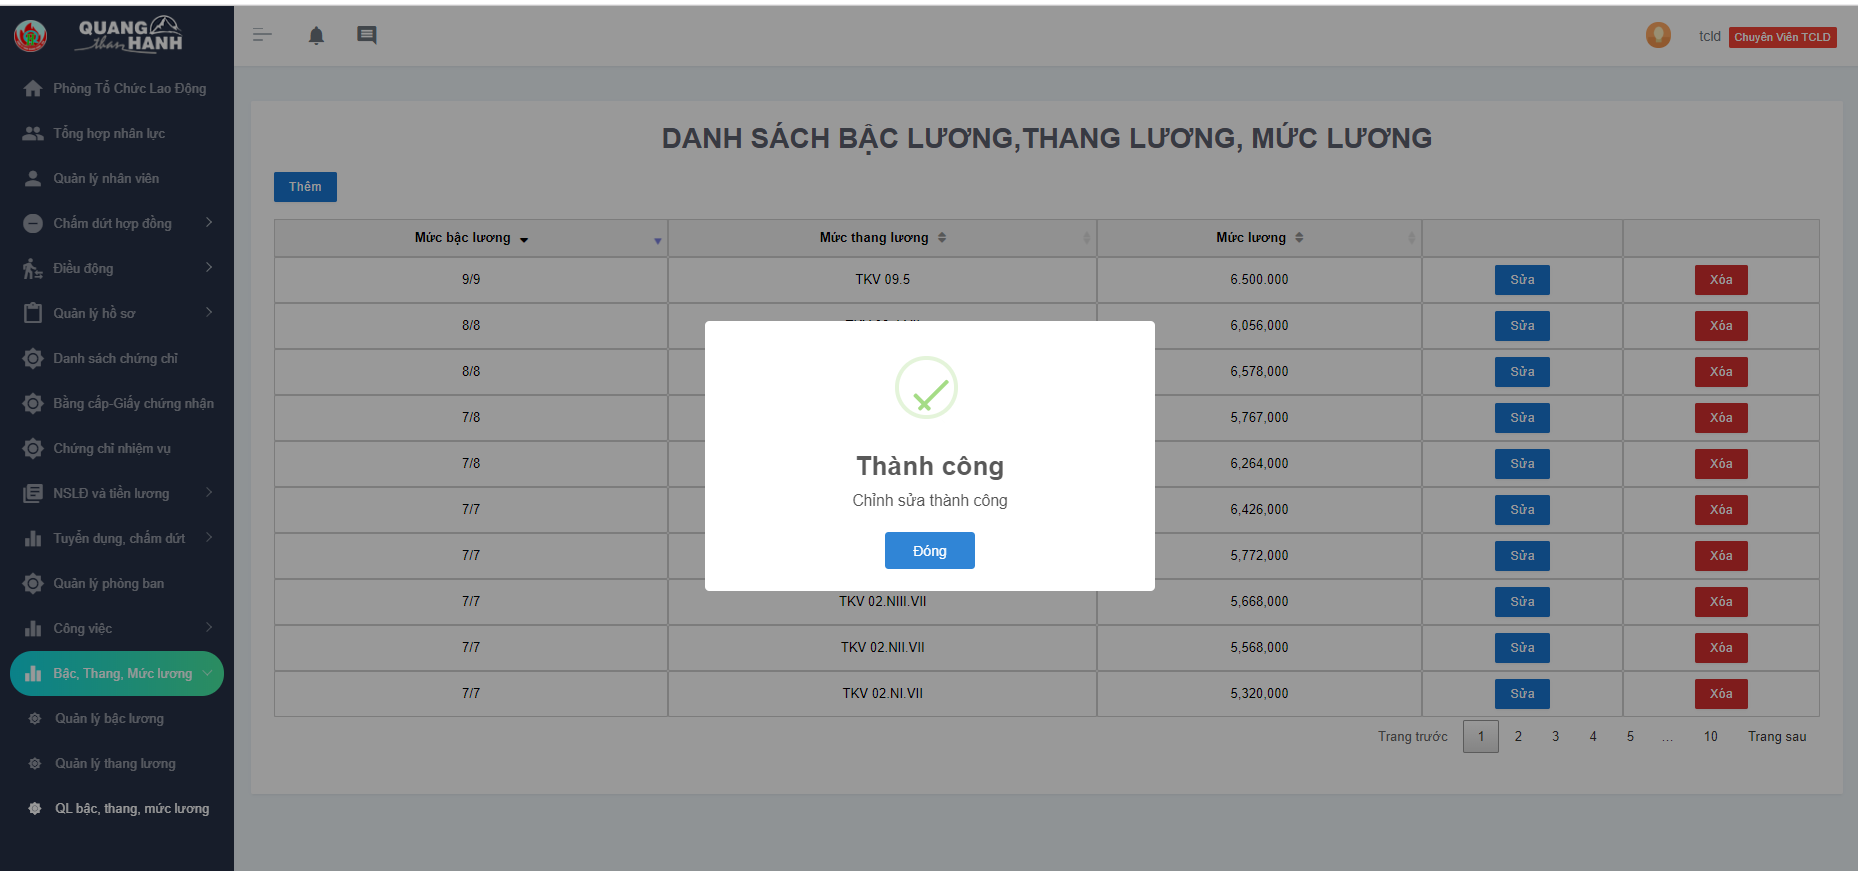 QUANG
than HANH
tcld Chuyên Viên TCLD
Phòng Tổ Chức Lao Động
Tổng hợp nhân lực
Quản lý nhân viên
Chấm dứt hợp đồng
Điều động
Quản lý hồ sơ
Danh sách chứng chỉ
Bằng cấp-Giấy chứng nhận
Chứng chỉ nhiệm vụ
NSLĐ và tiền lương
Tuyển dụng, chấm dứt
Quản lý phòng ban
Công việc
Bậc, Thang, Mức lương
Quản lý bậc lương
Quản lý thang lương
QL bậc, thang, mức lương
DANH SÁCH BẬC LƯƠNG,THANG LƯƠNG, MỨC LƯƠNG
Thêm
Mức bậc lương Mức thang lương Mức lương
9/9 TKV 09.5 6.500.000 Sửa Xóa
8/8 6,056,000 Sửa Xóa
8/8 6,578,000 Sửa Xóa
7/8 5,767,000 Sửa Xóa
7/8 6,264,000 Sửa Xóa
7/7 6,426,000 Sửa Xóa
7/7 5,772,000 Sửa Xóa
7/7 TKV 02.NIII.VII 5,668,000 Sửa Xóa
7/7 TKV 02.NII.VII 5,568,000 Sửa Xóa
7/7 TKV 02.NI.VII 5,320,000 Sửa Xóa
Trang trước 1 2 3 4 5 ... 10 Trang sau
Thành công
Chỉnh sửa thành công
Đóng